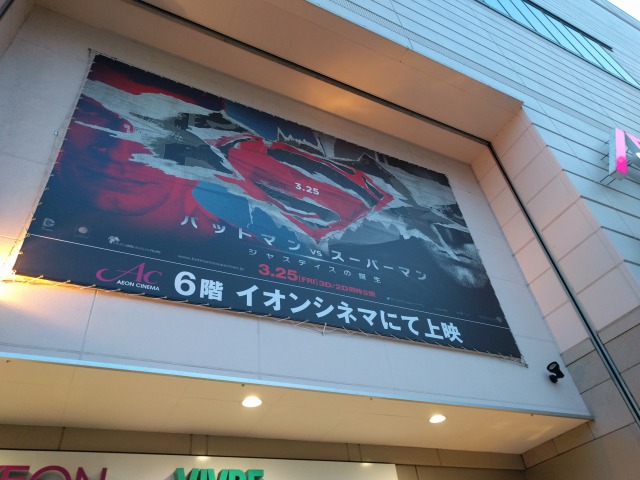 3.25
バットマン vs スーパーマン
ジャスティスの誕生
3.25[FRI] 3D/2D同時公開
AEON CINEMA
6階 イオンシネマにて上映
AEON
VIVRE